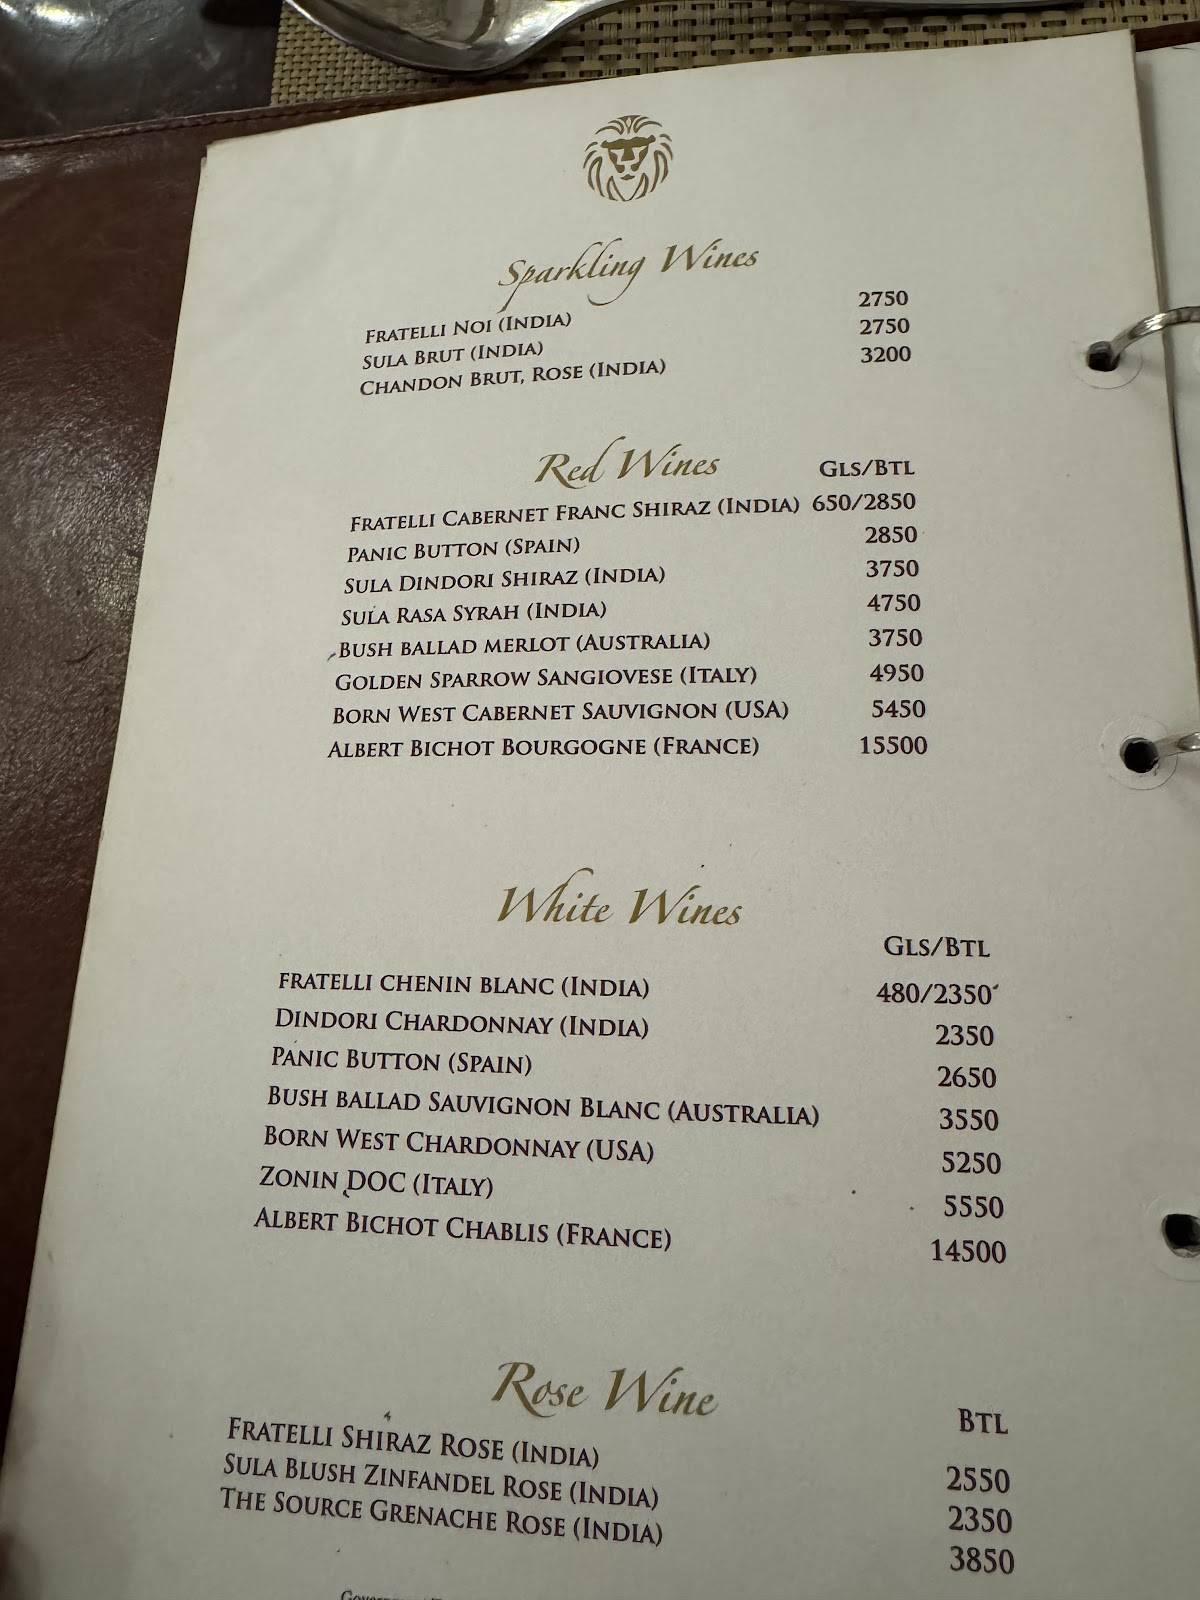 Sparkling Wines
Fratelli Noi (India) 2750
Sula Brut (India) 2750
Chandon Brut, Rose (India) 3200
Red Wines Gls/Btl
Fratelli Cabernet Franc Shiraz (India) 650/2850
Panic Button (Spain) 2850
Sula Dindori Shiraz (India) 3750
Sula Rasa Syrah (India) 4750
Bush ballad merlot (Australia) 3750
Golden Sparrow Sangiovese (Italy) 4950
Born West Cabernet Sauvignon (USA) 5450
Albert Bichot Bourgogne (France) 15500
White Wines
Gls/Btl
fratelli chenin blanc (India) 480/2350
Dindori Chardonnay (India) 2350
Panic Button (Spain) 2650
Bush ballad Sauvignon Blanc (Australia) 3550
Born West Chardonnay (USA) 5250
Zonin DOC (Italy) 5550
Albert Bichot Chablis (France) 14500
Rose Wine
Btl
Fratelli Shiraz Rose (India) 2550
Sula Blush Zinfandel Rose (India) 2350
The Source Grenache Rose (India) 3850